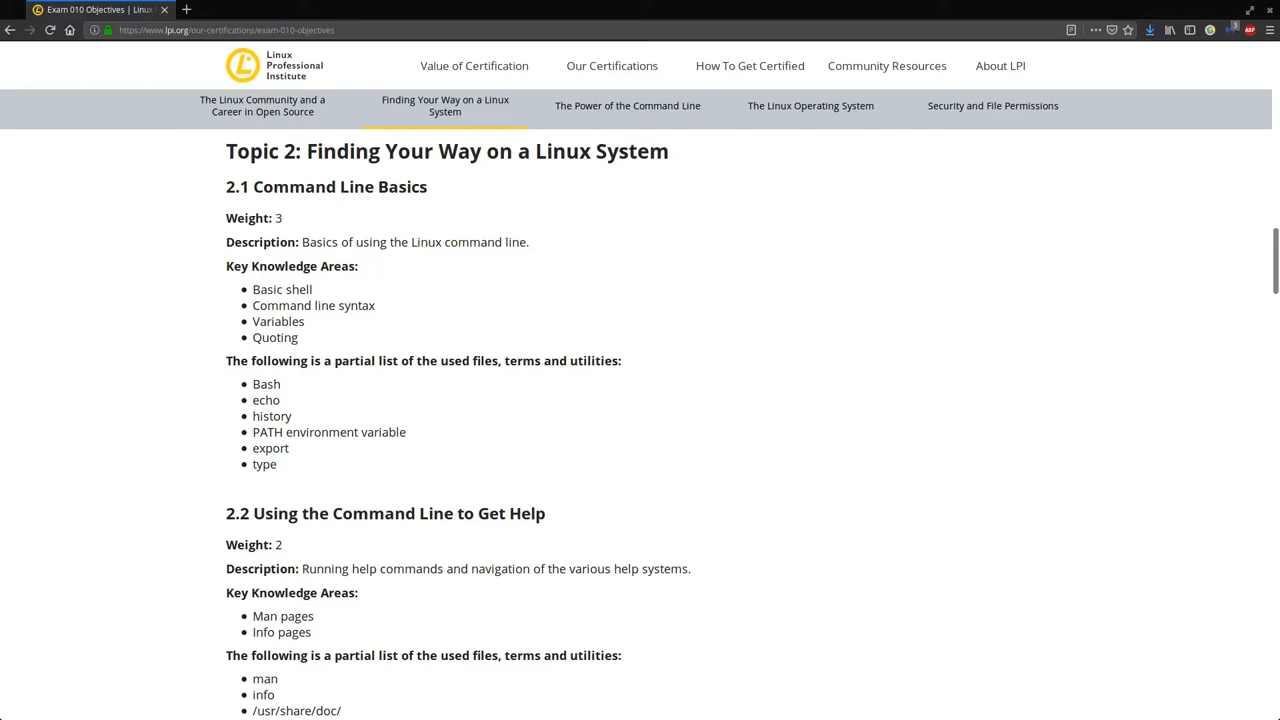 Exam 010 Objectives | Linux
https://www.lpi.org/our-certifications/exam-010-objectives
3
ABP
Linux
Professional
Institute
Value of Certification
Our Certifications
How To Get Certified
Community Resources
About LPI
The Linux Community and a
Career in Open Source
Finding Your Way on a Linux
System
The Power of the Command Line
The Linux Operating System
Security and File Permissions
Topic 2: Finding Your Way on a Linux System
2.1 Command Line Basics
Weight: 3
Description: Basics of using the Linux command line.
Key Knowledge Areas:
Basic shell
Command line syntax
Variables
Quoting
The following is a partial list of the used files, terms and utilities:
Bash
echo
history
PATH environment variable
export
type
2.2 Using the Command Line to Get Help
Weight: 2
Description: Running help commands and navigation of the various help systems.
Key Knowledge Areas:
Man pages
Info pages
The following is a partial list of the used files, terms and utilities:
man
info
/usr/share/doc/